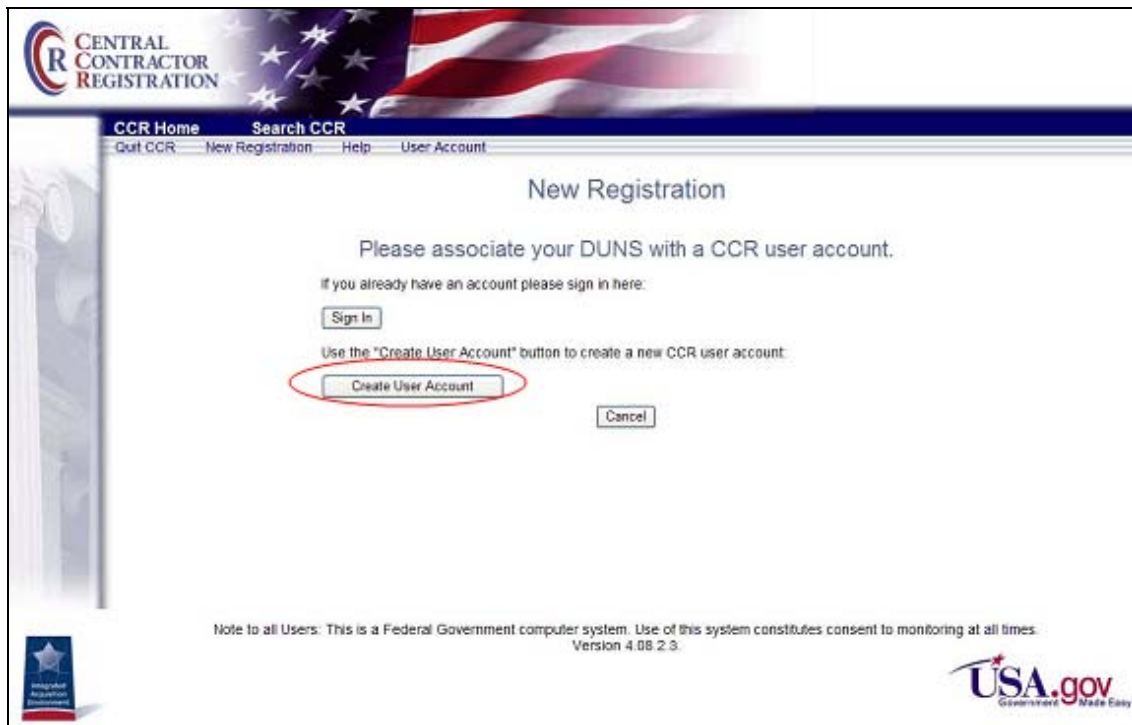 CENTRAL
CONTRACTOR
REGISTRATION
CCR Home Search CCR
Quit CCR New Registration Help User Account
New Registration
Please associate your DUNS with a CCR user account.
If you already have an account please sign in here:
Sign In
Use the "Create User Account" button to create a new CCR user account:
Create User Account
Cancel
Note to all Users: This is a Federal Government computer system. Use of this system constitutes consent to monitoring at all times.
Version 4.08.2.3.
Integrated
Acquisition
Environment
USA.gov
Government Made Easy